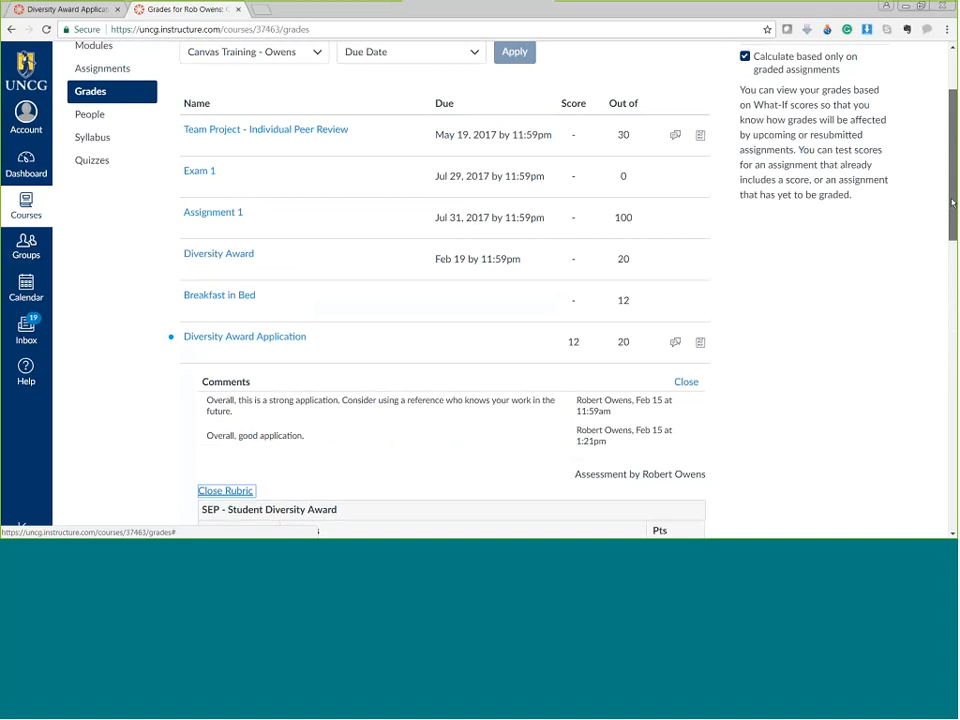 Diversity Award Applicat
Grades for Rob Owens: C
Secure
https://uncg.instructure.com/courses/37463/grades
UNCG
Account
Dashboard
Courses
Groups
Calendar
19
Inbox
Help
Modules
Assignments
Grades
People
Syllabus
Quizzes
Canvas Training - Owens
Due Date
Apply
Name Due Score Out of
Team Project - Individual Peer Review May 19, 2017 by 11:59pm - 30
Exam 1 Jul 29, 2017 by 11:59pm - 0
Assignment 1 Jul 31, 2017 by 11:59pm - 100
Diversity Award Feb 19 by 11:59pm - 20
Breakfast in Bed - 12
Diversity Award Application 12 20
Comments Close
Overall, this is a strong application. Consider using a reference who knows your work in the
future.
Robert Owens, Feb 15 at
11:59am
Overall, good application.
Robert Owens, Feb 15 at
1:21pm
Assessment by Robert Owens
Close Rubric
SEP - Student Diversity Award
Pts
Calculate based only on
graded assignments
You can view your grades based
on What-If scores so that you
know how grades will be affected
by upcoming or resubmitted
assignments. You can test scores
for an assignment that already
includes a score, or an assignment
that has yet to be graded.
https://uncg.instructure.com/courses/37463/grades#